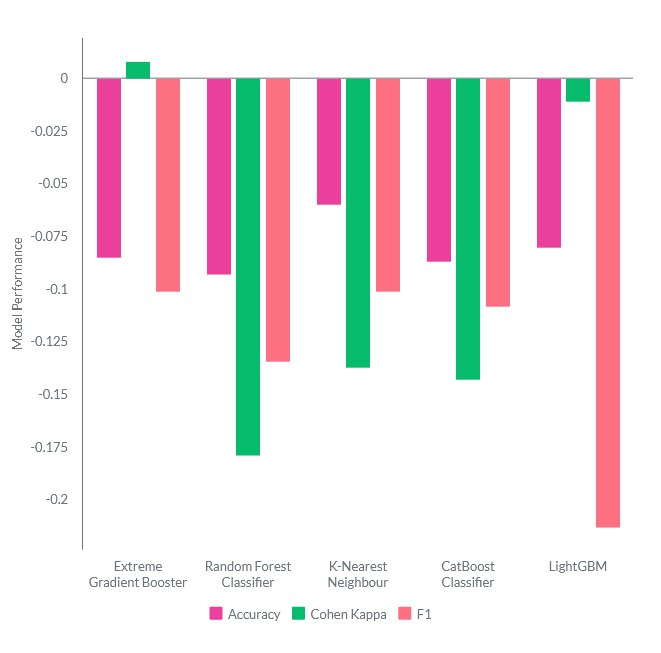 0
-0.025
-0.05
-0.075
-0.1
-0.125
-0.15
-0.175
-0.2
Model Performance
Extreme
Gradient Booster
Random Forest
Classifier
K-Nearest
Neighbour
CatBoost
Classifier
LightGBM
Accuracy
Cohen Kappa
F1